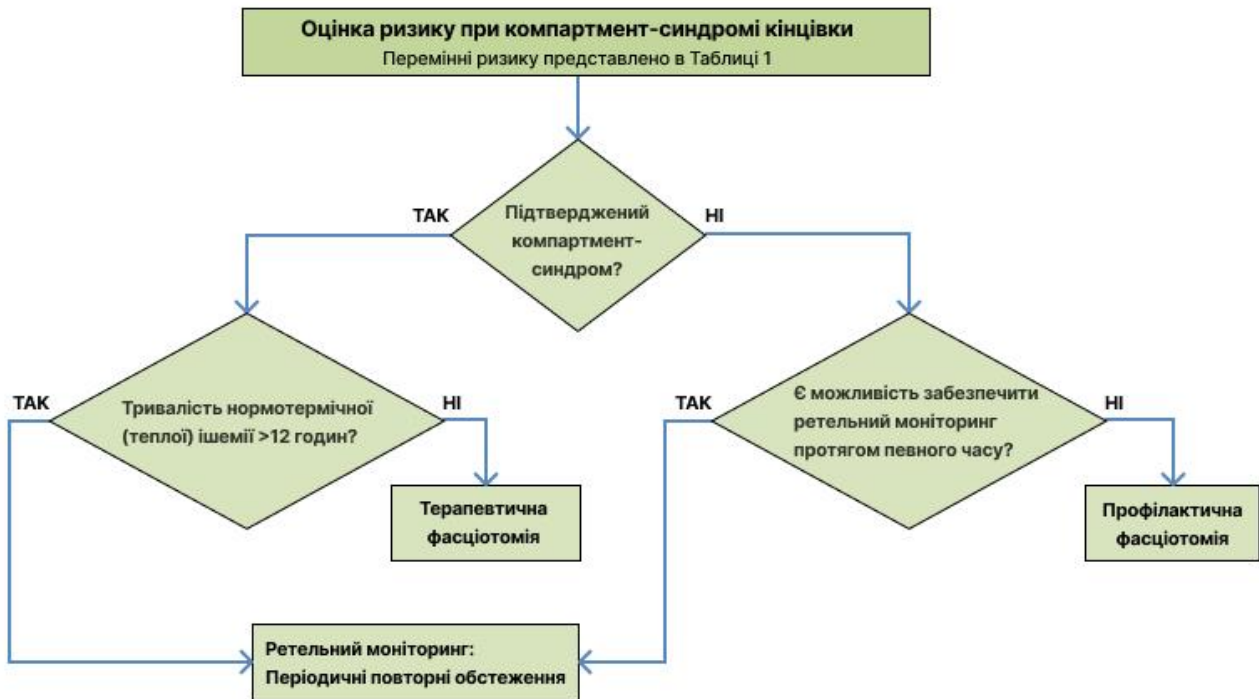 Оцінка ризику при компартмент-синдромі кінцівки
Перемінні ризику представлено в Таблиці 1
ТАК
НІ
Підтверджений
компартмент-
синдром?
ТАК
Тривалість нормотермічної
(теплої) ішемії >12 годин?
НІ
ТАК
Є можливість забезпечити
ретельний моніторинг
протягом певного часу?
НІ
Терапевтична
фасціотомія
Профілактична
фасціотомія
Ретельний моніторинг:
Періодичні повторні обстеження